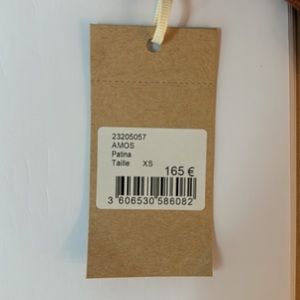 23205057
AMOS
Patina
Taille XS
165 €
3 606530 586082